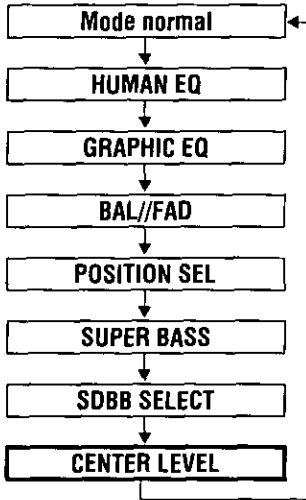 Mode normal
HUMAN EQ
GRAPHIC EQ
BAL//FAD
POSITION SEL
SUPER BASS
SDBB SELECT
CENTER LEVEL